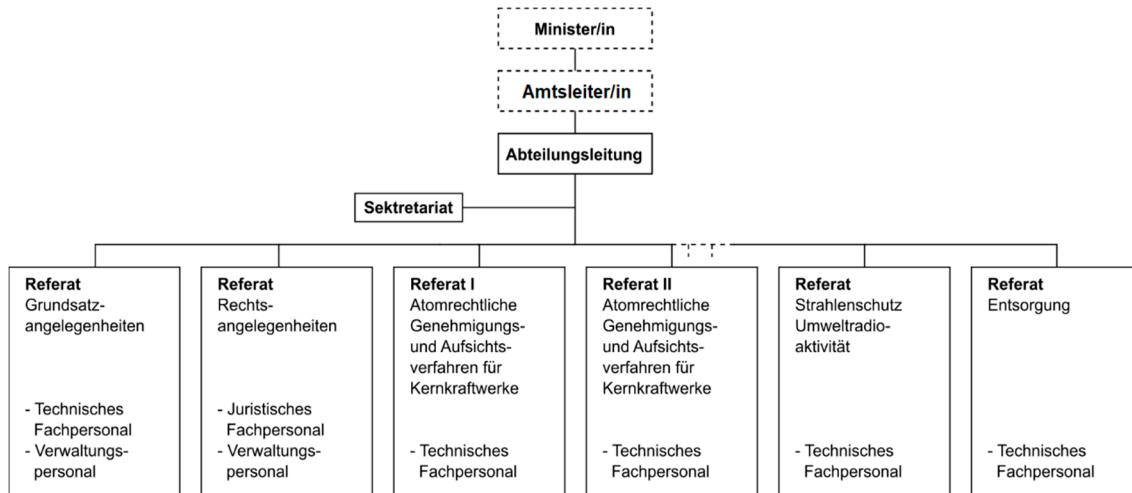 Minister/in
Amtsleiter/in
Abteilungsleitung
Sektretariat
Referat
Grundsatz-
angelegenheiten
- Technisches
Fachpersonal
- Verwaltungs-
personal
Referat
Rechts-
angelegenheiten
- Juristisches
Fachpersonal
- Verwaltungs-
personal
Referat I
Atomrechtliche
Genehmigungs-
und Aufsichts-
verfahren für
Kernkraftwerke
- Technisches
Fachpersonal
Referat II
Atomrechtliche
Genehmigungs-
und Aufsichts-
verfahren für
Kernkraftwerke
- Technisches
Fachpersonal
Referat
Strahlenschutz
Umweltradio-
aktivität
- Technisches
Fachpersonal
Referat
Entsorgung
- Technisches
Fachpersonal